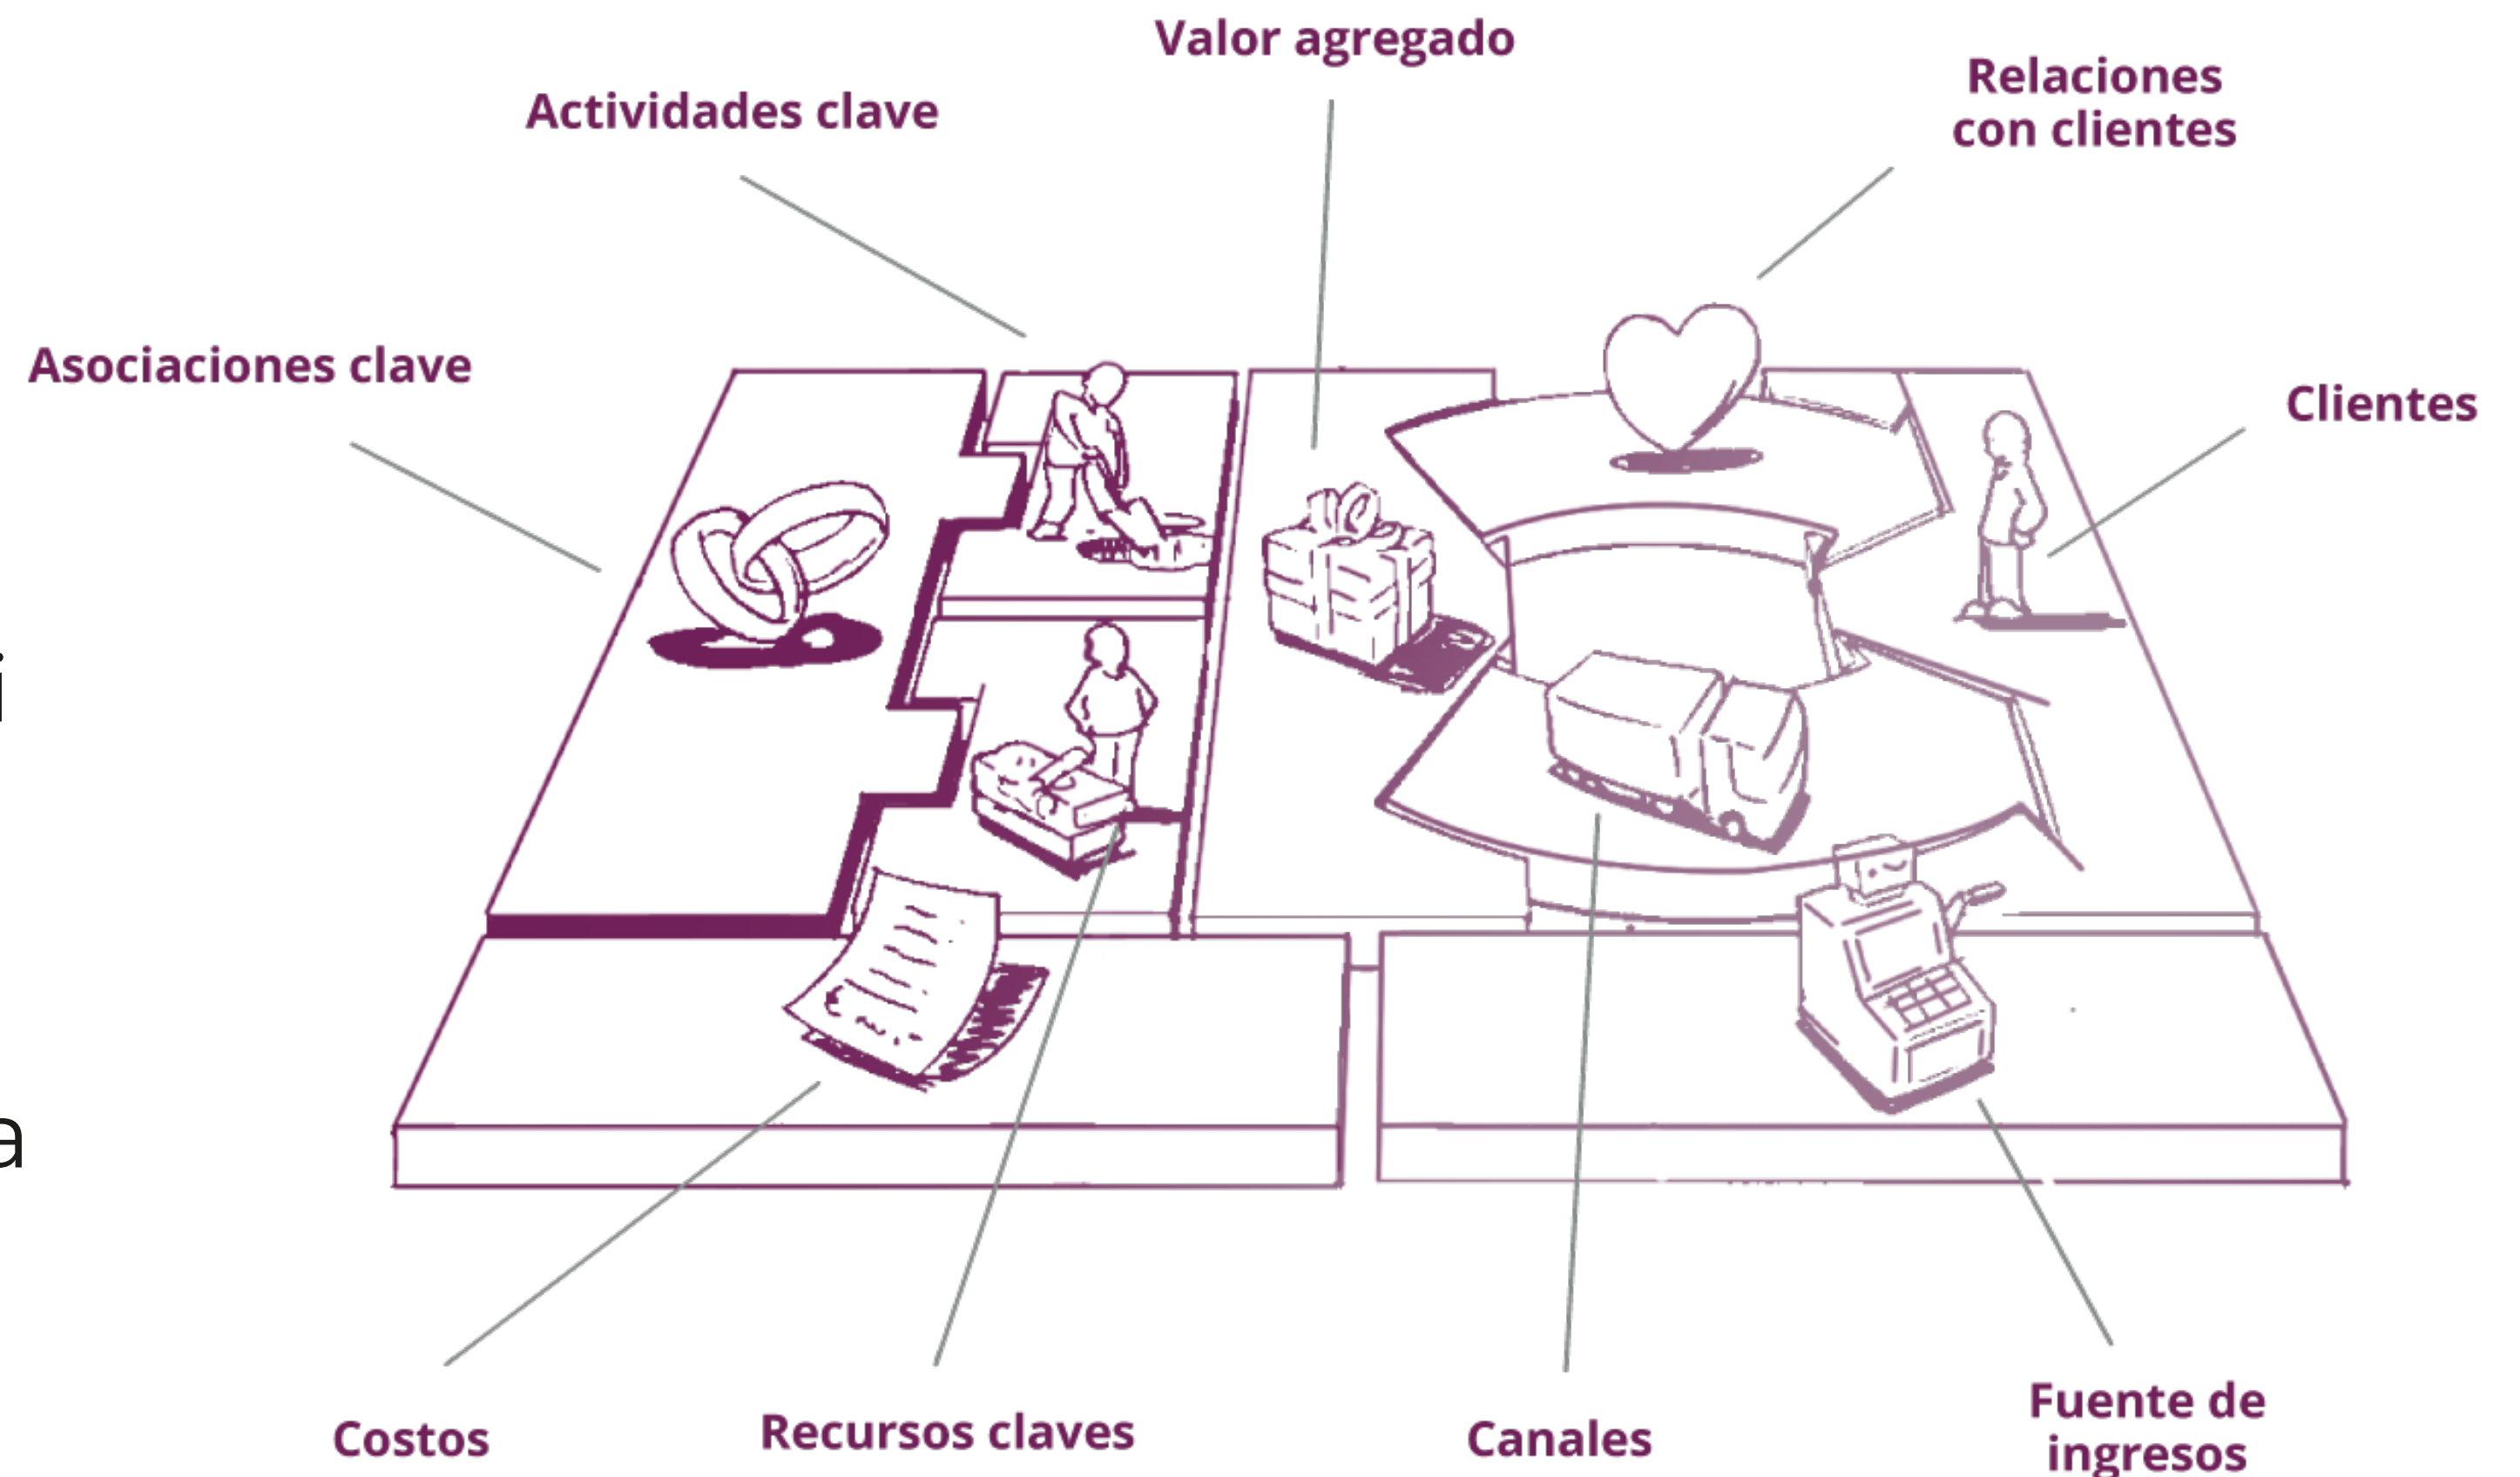 Valor agregado
Actividades clave
Relaciones
con clientes
Asociaciones clave
Clientes
i
a
Costos
Recursos claves
Canales
Fuente de
ingresos